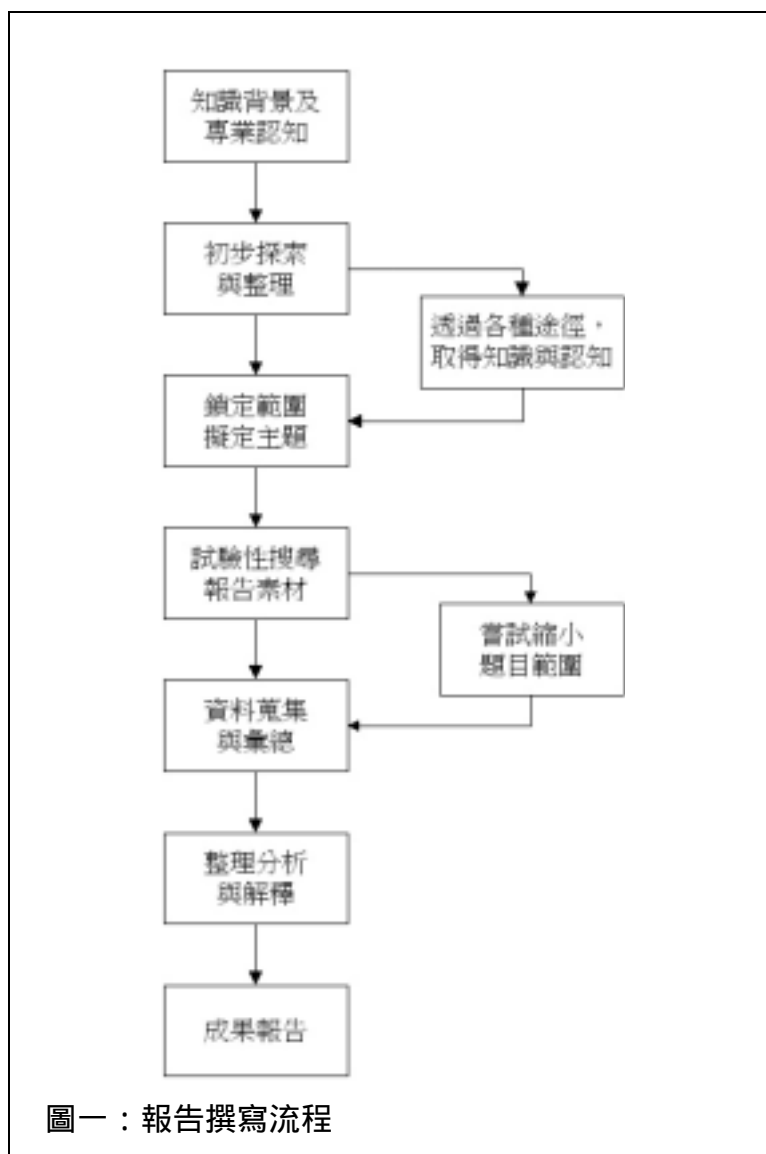 知識背景及
專業認知
初步探索
與整理
透過各種途徑，
取得知識與認知
鎖定範圍
擬定主題
試驗性搜尋
報告素材
嘗試縮小
題目範圍
資料蒐集
與彙總
整理分析
與解釋
成果報告
圖一：報告撰寫流程